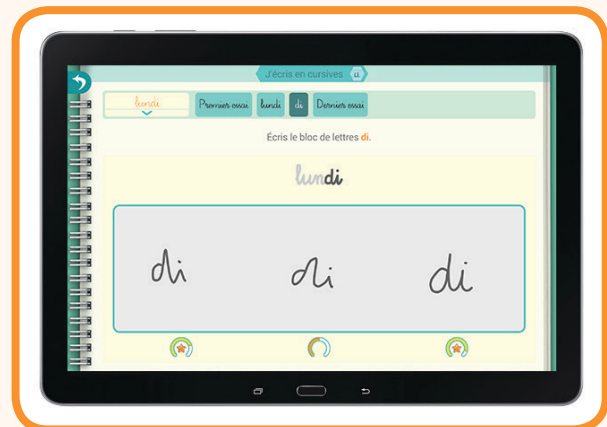 J'écris en cursives
lundi Premier essai lundi di Dernier essai
Écris le bloc de lettres di.
lundi
di di di